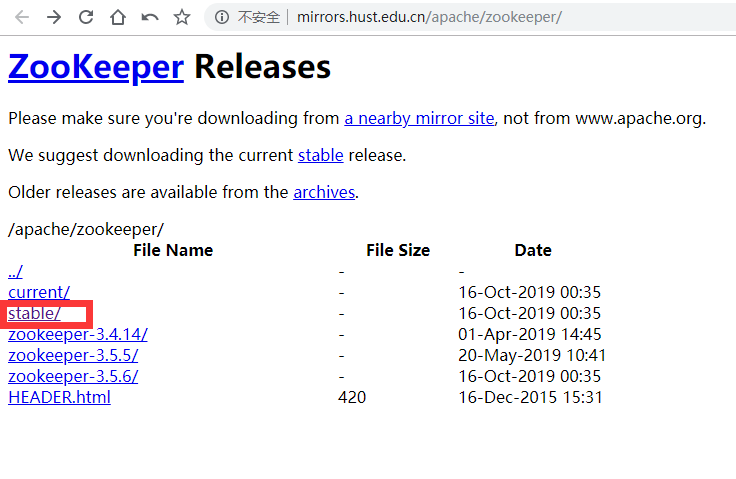 不安全 mirrors.hust.edu.cn/apache/zookeeper/
ZooKeeper Releases
Please make sure you're downloading from a nearby mirror site, not from www.apache.org.
We suggest downloading the current stable release.
Older releases are available from the archives.
/apache/zookeeper/
File Name File Size Date
../ - -
current/ - 16-Oct-2019 00:35
stable/ - 16-Oct-2019 00:35
zookeeper-3.4.14/ - 01-Apr-2019 14:45
zookeeper-3.5.5/ - 20-May-2019 10:41
zookeeper-3.5.6/ - 16-Oct-2019 00:35
HEADER.html 420 16-Dec-2015 15:31